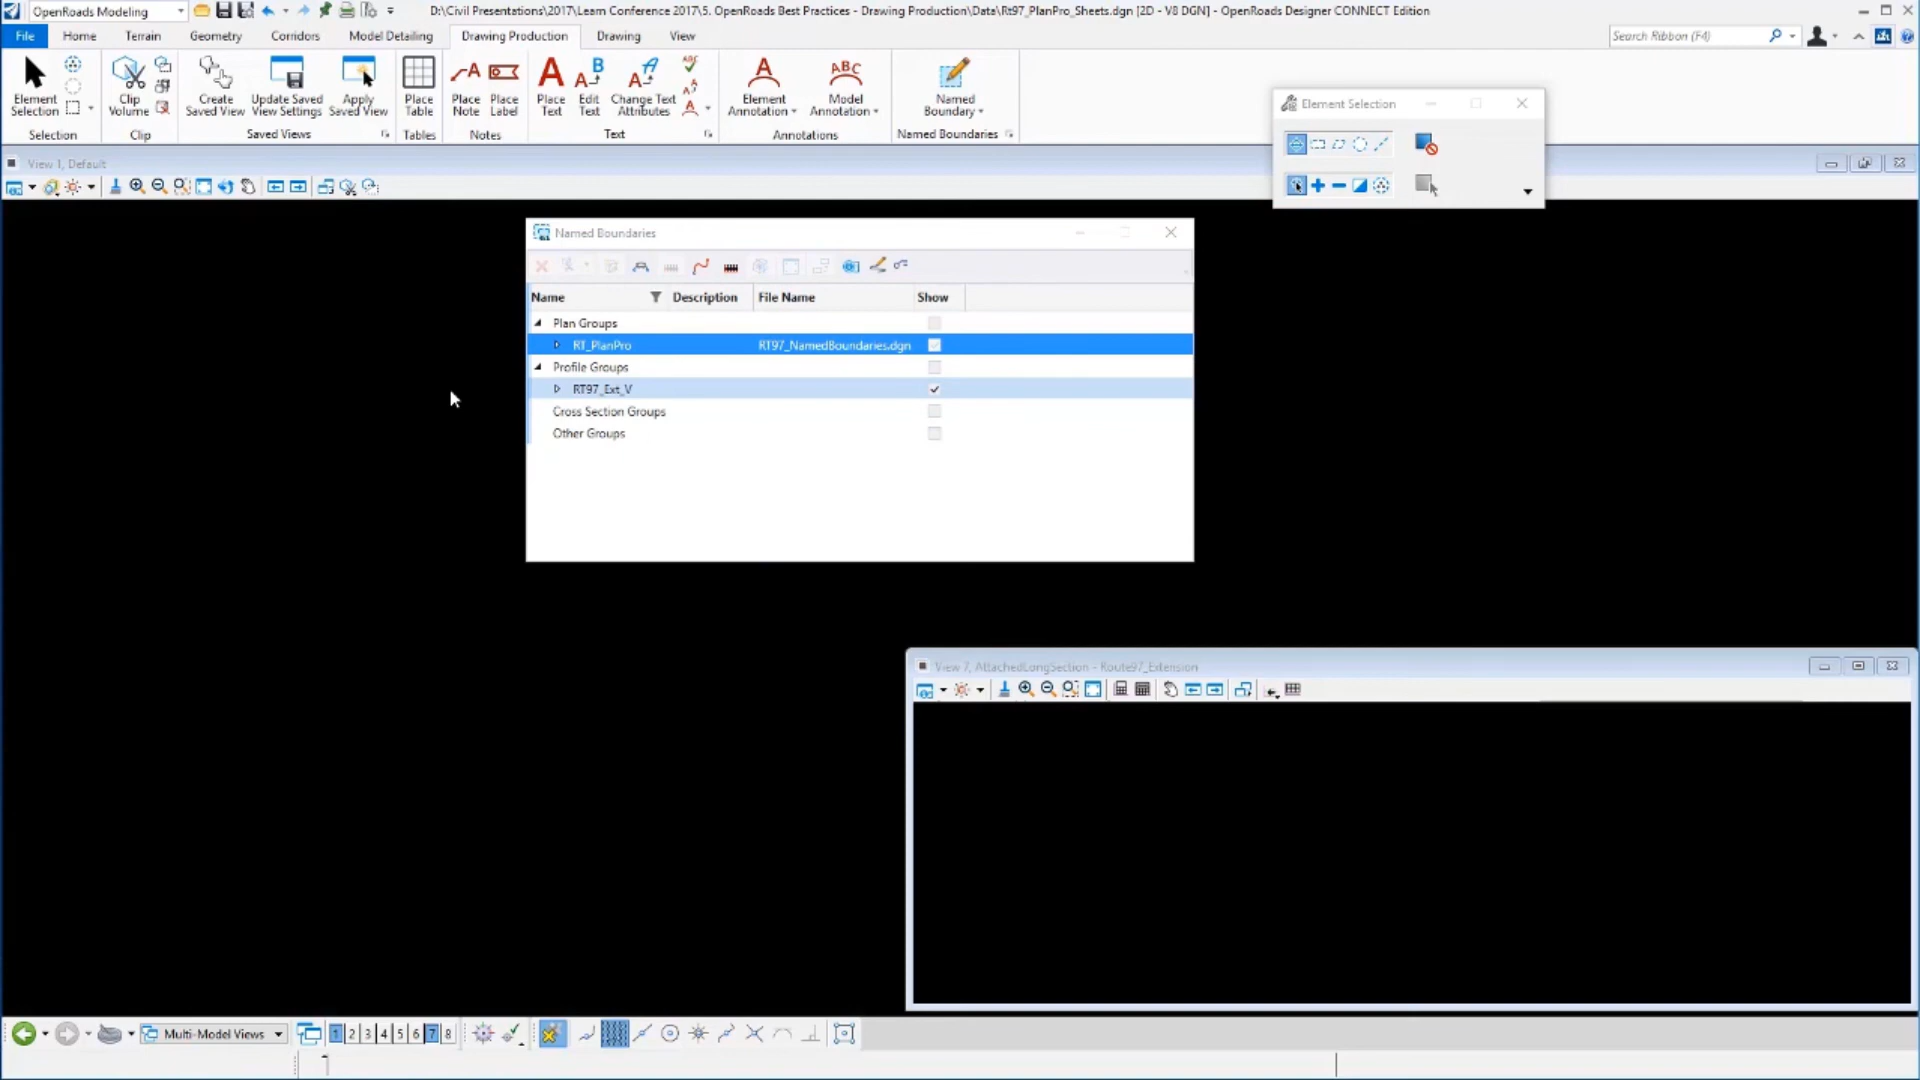 OpenRoads Modeling
D:\Civil Presentations\2017\Learn Conference 2017\5. OpenRoads Best Practices - Drawing Production\Data\Rt97_PlanPro_Sheets.dgn [2D - V8 DGN] - OpenRoads Designer CONNECT Edition
File Home Terrain Geometry Corridors Model Detailing Drawing Production Drawing View
Search Ribbon (F4)
Element Selection
Clip Volume
Create Saved View
Update Saved View Settings
Apply Saved View
Place Table
Place Note
Place Label
Place Text
Edit Text
Change Text Attributes
Element Annotation
Model Annotation
Named Boundary
Selection Clip Saved Views Tables Notes Text Annotations Named Boundaries
Element Selection
View 1, Default
Named Boundaries
Name Description File Name Show
Plan Groups
RT_PlanPro RT97_NamedBoundaries.dgn
Profile Groups
RT97_Ext_V
Cross Section Groups
Other Groups
View 7, AttachedLongSection - Route97_Extension
Multi-Model Views 1 2 3 4 5 6 7 8